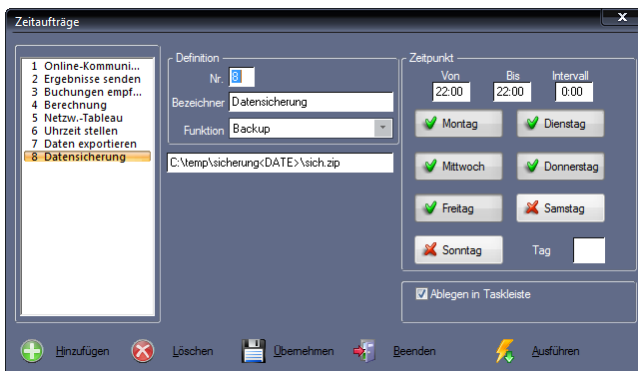 Zeitaufträge
x
1 Online-Kommuni...
2 Ergebnisse senden
3 Buchungen empf...
4 Berechnung
5 Netzw.-Tableau
6 Uhrzeit stellen
7 Daten exportieren
8 Datensicherung
Definition
Nr. 8
Bezeichner Datensicherung
Funktion Backup
C:\temp\sicherung<DATE>\sich.zip
Zeitpunkt
Von Bis Intervall
22:00 22:00 0:00
Montag Dienstag
Mittwoch Donnerstag
Freitag Samstag
Sonntag Tag
Ablegen in Taskleiste
Hinzufügen Löschen Übernehmen Beenden Ausführen